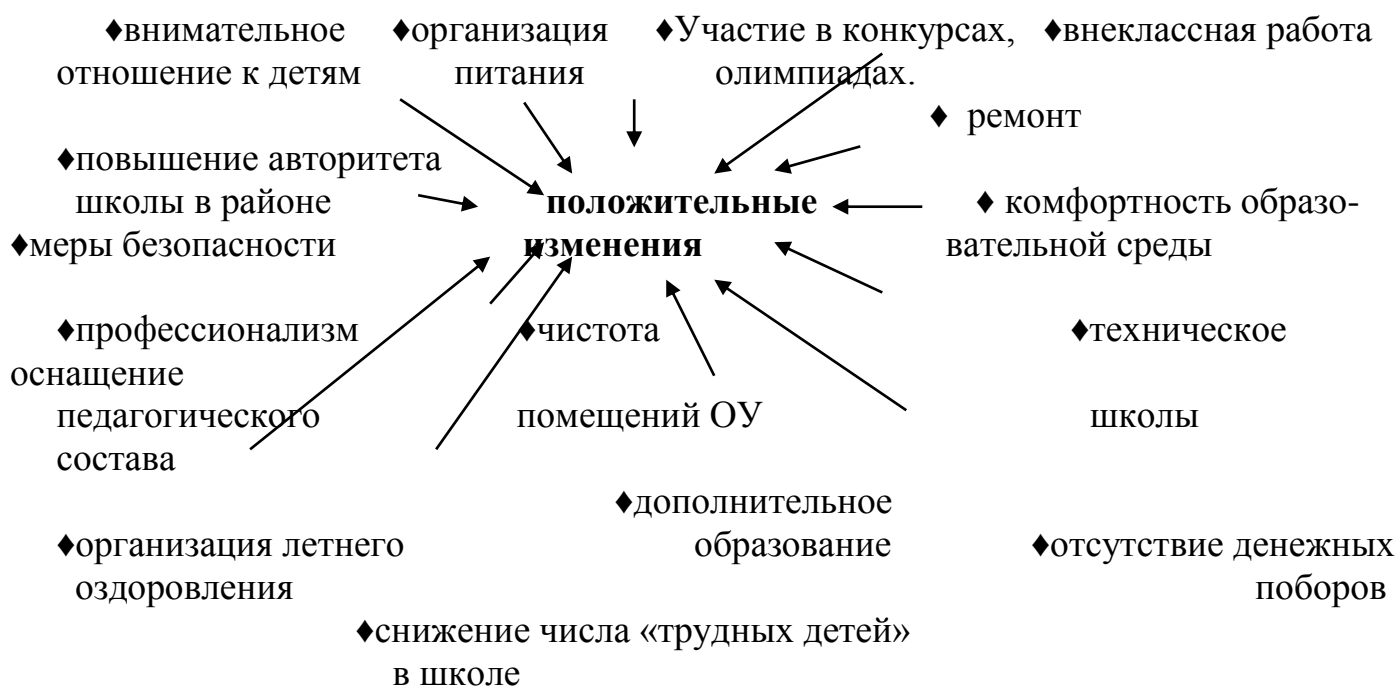 ♦внимательное ♦организация ♦Участие в конкурсах, ♦внеклассная работа
отношение к детям питания олимпиадах.
♦ ремонт
♦повышение авторитета
школы в районе положительные ♦ комфортность образо-
♦меры безопасности изменения вательной среды
♦профессионализм ♦чистота ♦техническое
оснащение
педагогического помещений ОУ школы
состава
♦дополнительное
♦организация летнего образование ♦отсутствие денежных
оздоровления поборов
♦снижение числа «трудных детей»
в школе